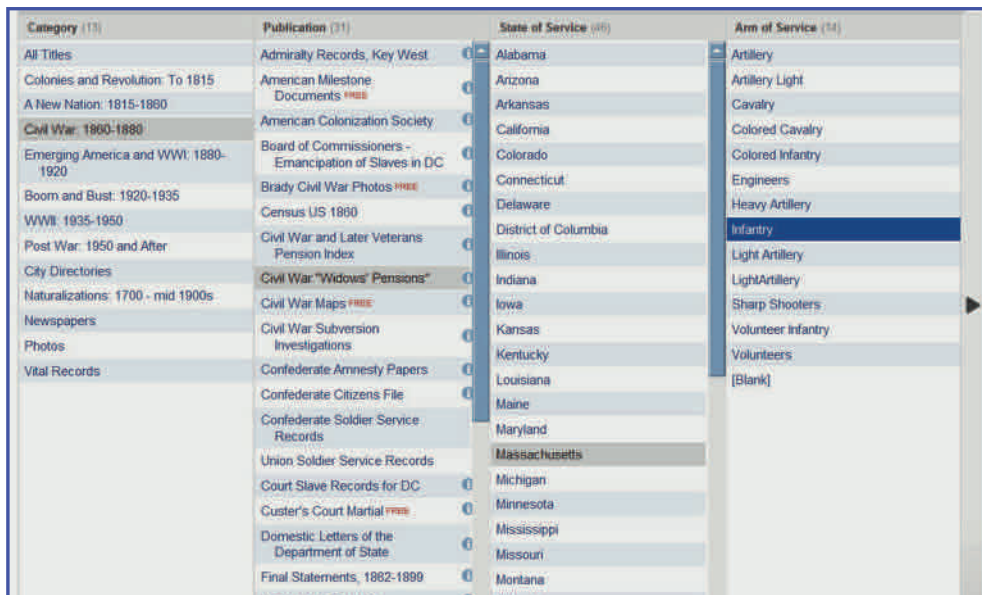 Category (13)
All Titles
Colonies and Revolution: To 1815
A New Nation: 1815-1860
Civil War: 1860-1880
Emerging America and WWI: 1880-
1920
Boom and Bust: 1920-1935
WWII: 1935-1950
Post War: 1950 and After
City Directories
Naturalizations: 1700 - mid 1900s
Newspapers
Photos
Vital Records
Publication (31)
Admiralty Records, Key West
American Milestone
Documents FREE
American Colonization Society
Board of Commissioners -
Emancipation of Slaves in DC
Brady Civil War Photos FREE
Census US 1860
Civil War and Later Veterans
Pension Index
Civil War "Widows' Pensions"
Civil War Maps FREE
Civil War Subversion
Investigations
Confederate Amnesty Papers
Confederate Citizens File
Confederate Soldier Service
Records
Union Soldier Service Records
Court Slave Records for DC
Custer's Court Martial FREE
Domestic Letters of the
Department of State
Final Statements, 1862-1899
State of Service (46)
Alabama
Arizona
Arkansas
California
Colorado
Connecticut
Delaware
District of Columbia
Illinois
Indiana
Iowa
Kansas
Kentucky
Louisiana
Maine
Maryland
Massachusetts
Michigan
Minnesota
Mississippi
Missouri
Montana
Arm of Service (14)
Artillery
Artillery Light
Cavalry
Colored Cavalry
Colored Infantry
Engineers
Heavy Artillery
Infantry
Light Artillery
LightArtillery
Sharp Shooters
Volunteer Infantry
Volunteers
[Blank]